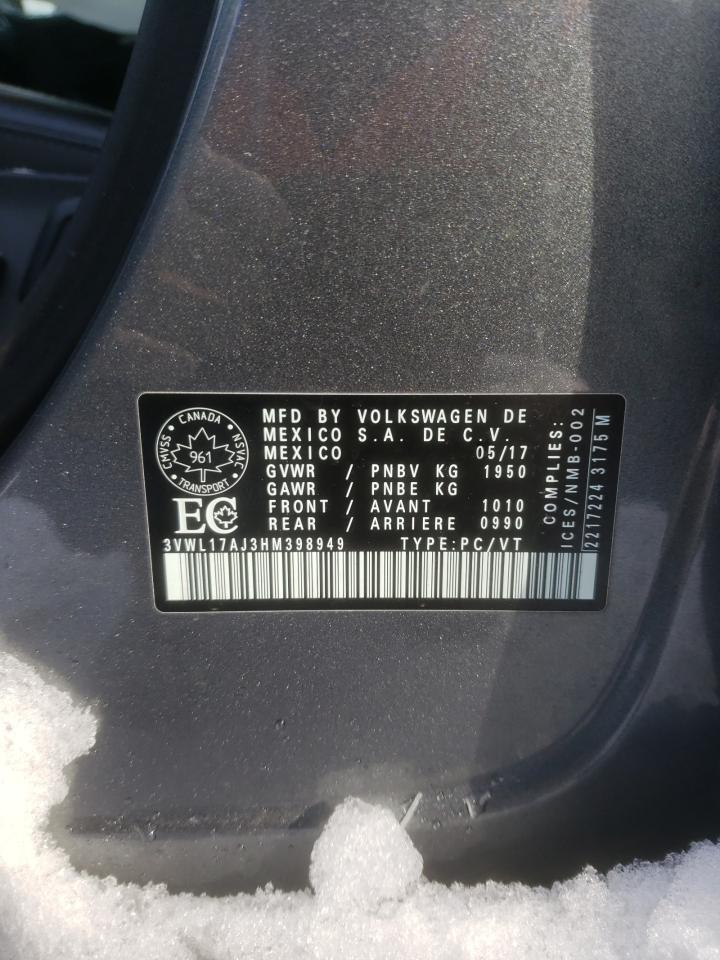 CANADA
CMVSS
NSVAC
961
TRANSPORT
EC
MFD BY VOLKSWAGEN DE
MEXICO S.A. DE C.V.
MEXICO 05/17
GVWR / PNBV KG 1950
GAWR / PNBE KG
FRONT / AVANT 1010
REAR / ARRIERE 0990
3VWL17AJ3HM398949 TYPE:PC/VT
COMPLIES:
ICES/NMB-002
2217224 3175 M